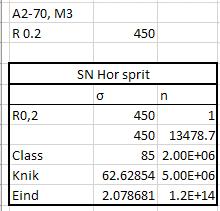 A2-70, M3
R 0.2 450
SN Hor sprit
σ n
R0,2 450 1
450 13478.7
Class 85 2.00E+06
Knik 62.62854 5.00E+06
Eind 2.078681 1.2E+14